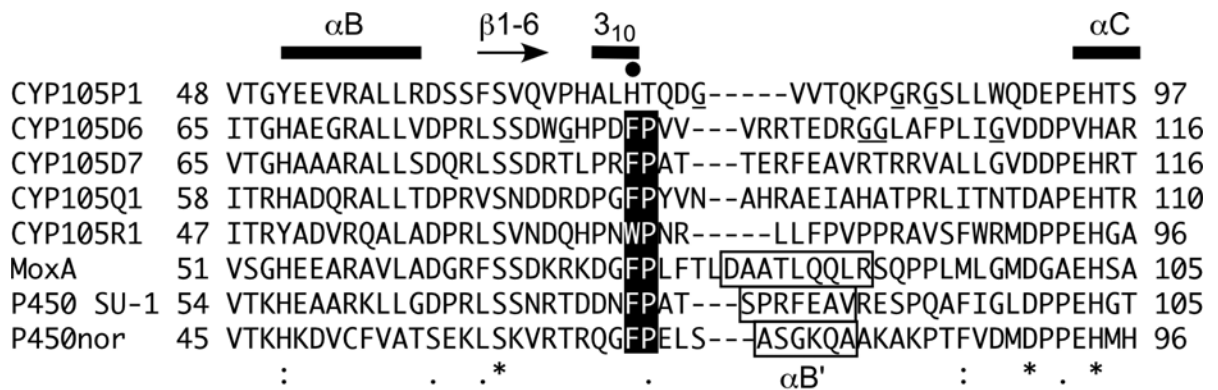 αB β1-6 3₁₀ αC
CYP105P1 48 VTGYEEVRALLRDSSFSVQVPHALHTQDG-----VVTQKPGRGSLLWQDEPEHTS 97
CYP105D6 65 ITGHAEGRALLVDPRLSSDWGHPDFPVV---VRRTEDRGGLAFPLIGVDDPVHAR 116
CYP105D7 65 VTGHAAARALLSDQRLSSDRTLPRFPAT---TERFEAVRTRRVALLGVDDPEHRT 116
CYP105Q1 58 ITRHADQRALLTDPRVSNDDRDPGFPYVN--AHRAEIAHATPRLITNTDAPEHTR 110
CYP105R1 47 ITRYADVRQALADPRLSVNDQHPNWPNR-----LLFPVPPRAVSFWRMDPPEHGA 96
MoxA 51 VSGHEEARAVLADGRFSSDKRKDGFPLFTLDAATLQQLRSQPPLMLGMDGAEHSA 105
P450 SU-1 54 VTKHEAARKLLGDPRLSSNRTDDNFPAT---SPRFEAVRESPQAFIGLDPPEHGT 105
P450nor 45 VTKHKDVCFVATSEKLSKVRTRQGFPELS---ASGKQAAKAKPTFVDMDPPEHMH 96
: . .* . αB' : * . *